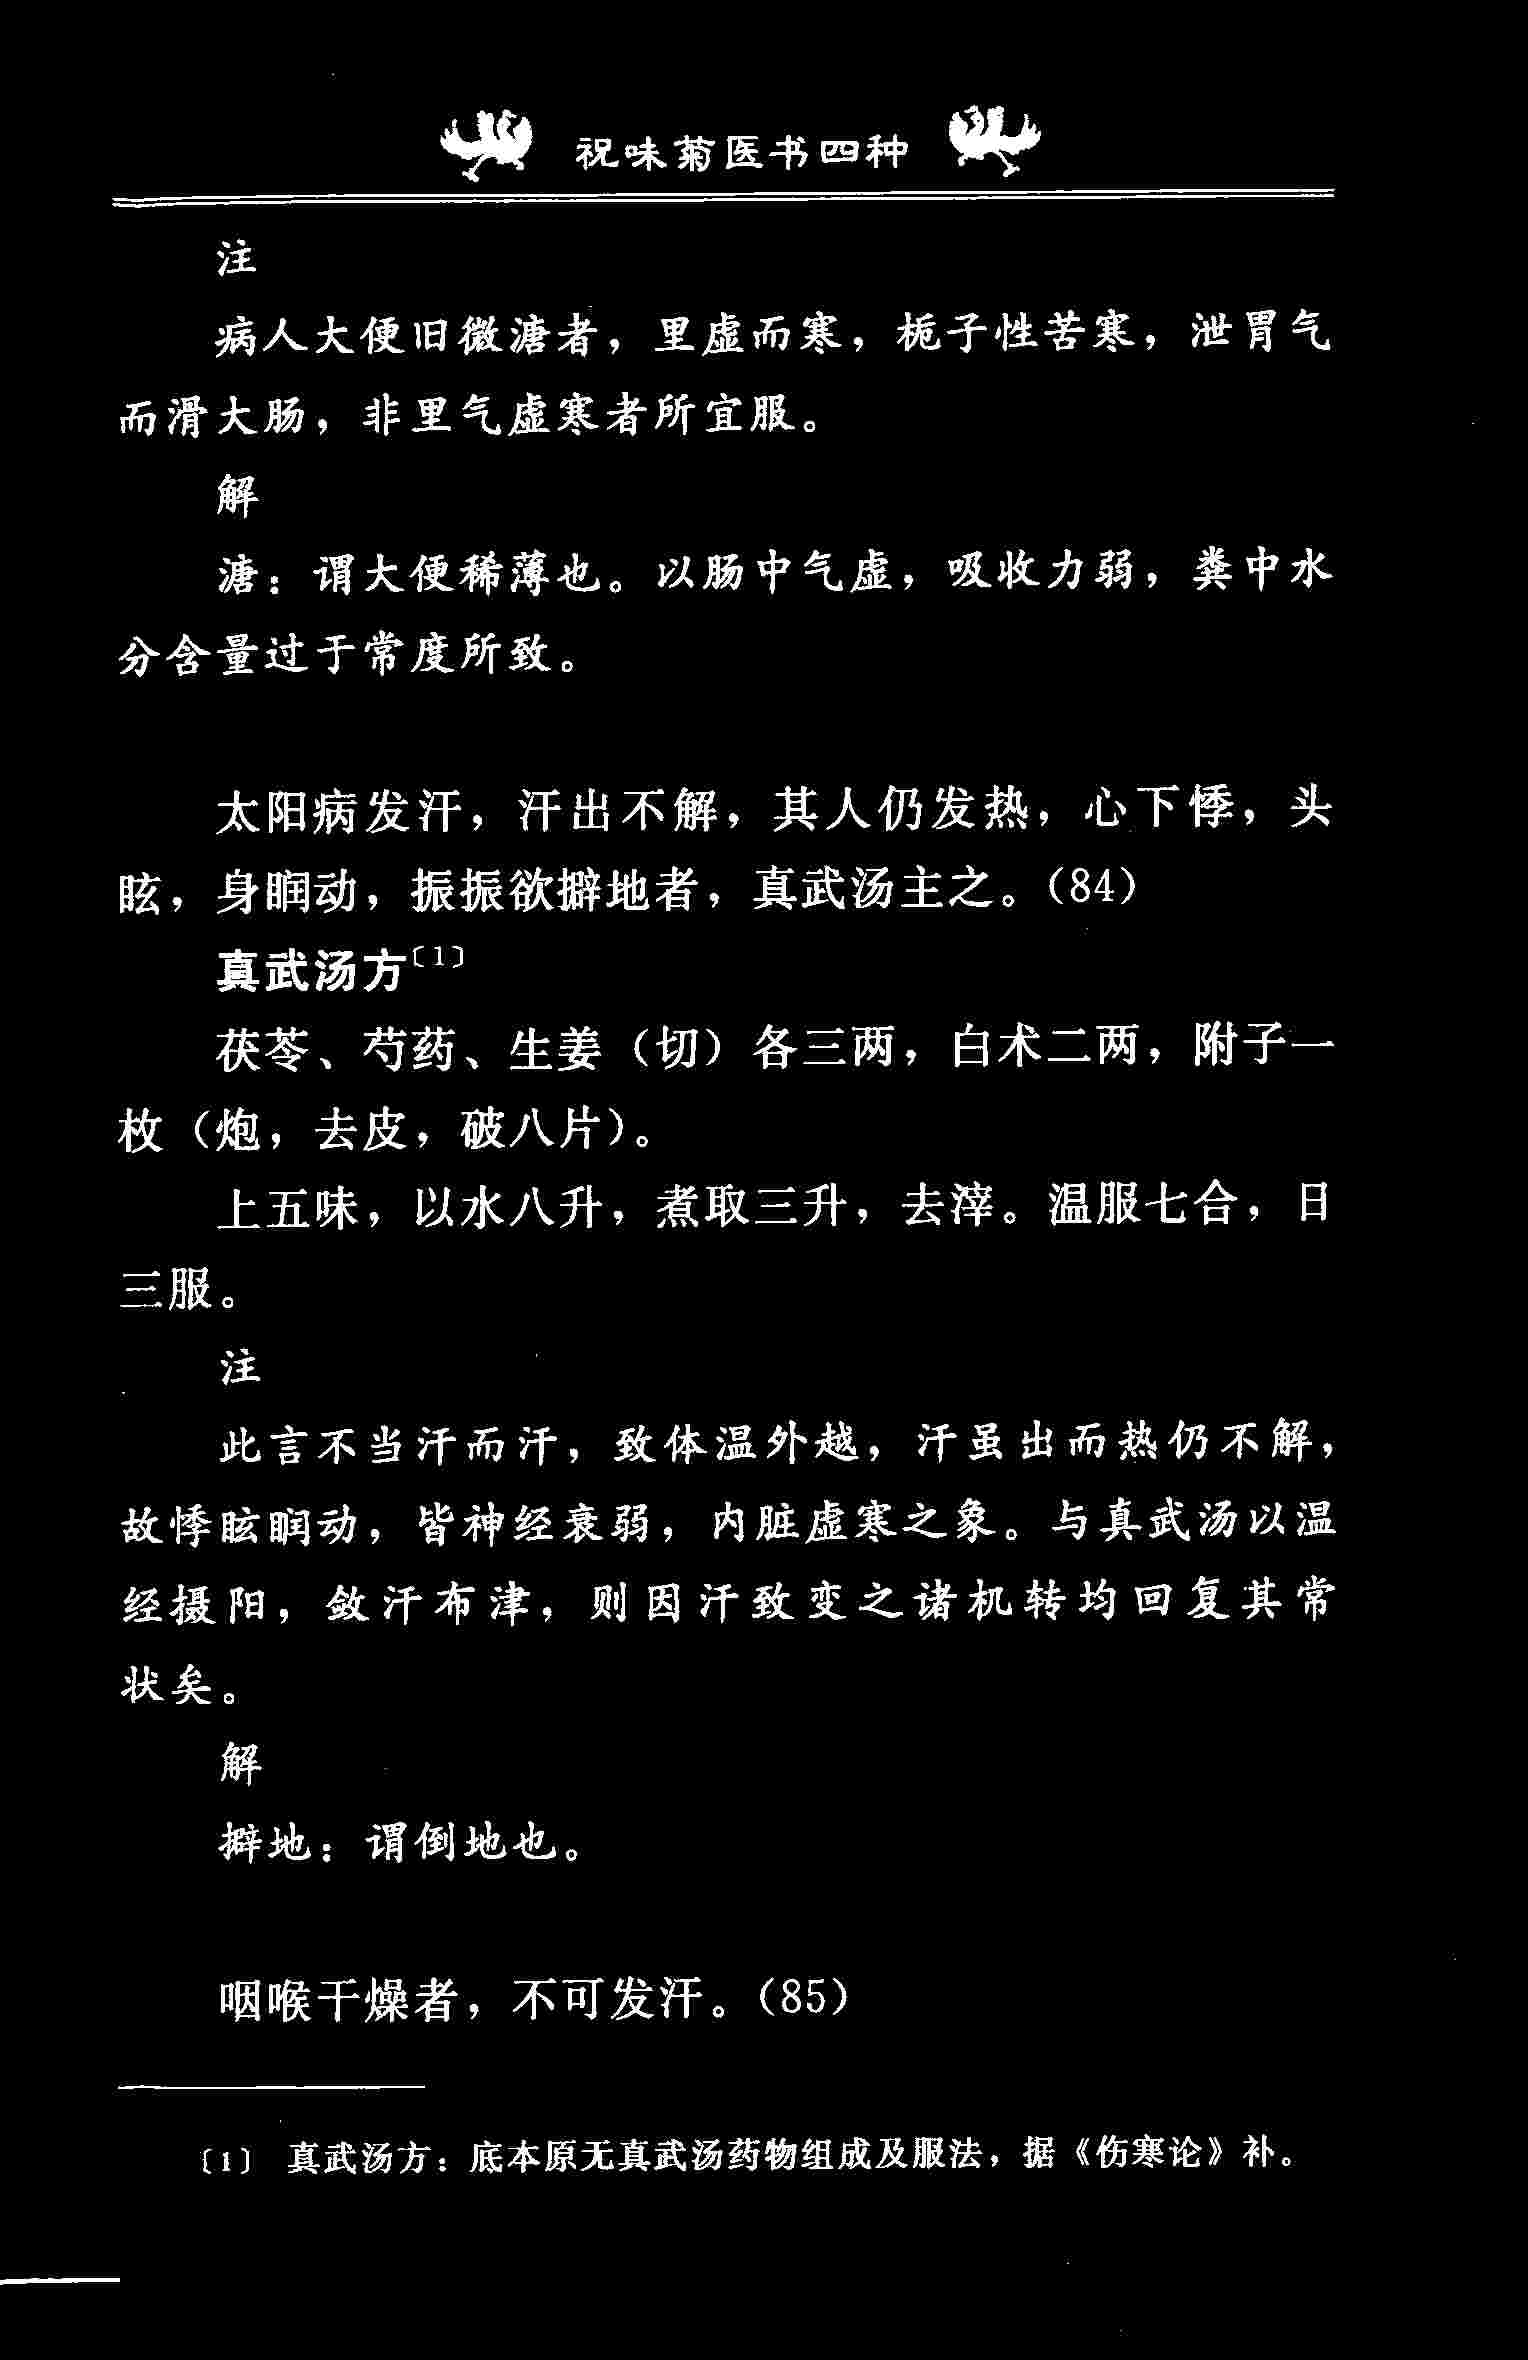 祝味菊医书四种
注
病人大便旧微溏者，里虚而寒，栀子性苦寒，泄胃气
而滑大肠，非里气虚寒者所宜服。
解
溏：谓大便稀薄也。以肠中气虚，吸收力弱，粪中水
分含量过于常度所致。
太阳病发汗，汗出不解，其人仍发热，心下悸，头
眩，身瞤动，振振欲擗地者，真武汤主之。（84）
真武汤方〔1〕
茯苓、芍药、生姜（切）各三两，白术二两，附子一
枚（炮，去皮，破八片）。
上五味，以水八升，煮取三升，去滓。温服七合，日
三服。
注
此言不当汗而汗，致体温外越，汗虽出而热仍不解，
故悸眩瞤动，皆神经衰弱，内脏虚寒之象。与真武汤以温
经摄阳，敛汗布津，则因汗致变之诸机转均回复其常
状矣。
解
擗地：谓倒地也。
咽喉干燥者，不可发汗。（85）
〔1〕 真武汤方：底本原无真武汤药物组成及服法，据《伤寒论》补。